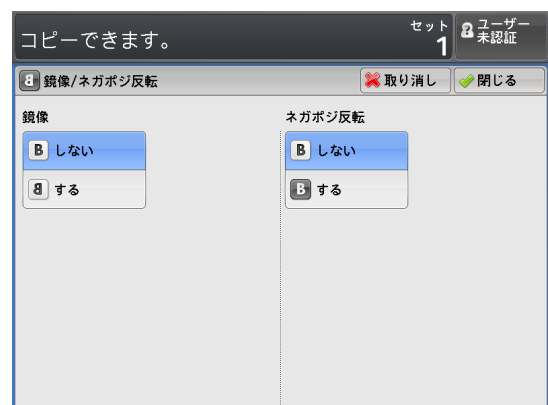 コピーできます。
セット
1
ユーザー
未認証
鏡像/ネガポジ反転
取り消し
閉じる
鏡像
ネガポジ反転
B しない
B しない
B する
B する